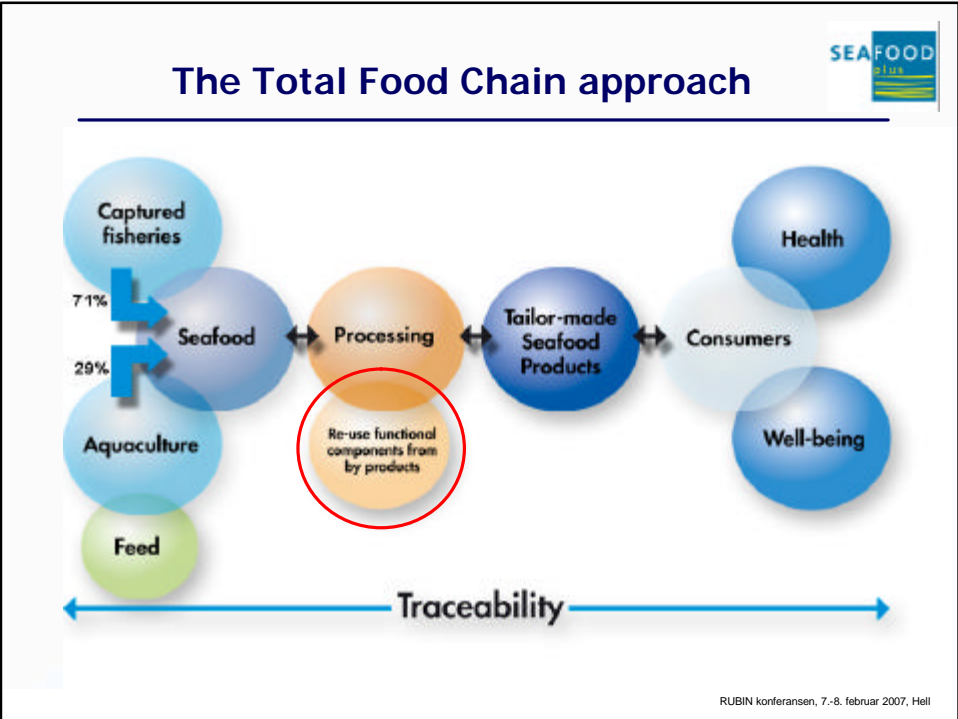 The Total Food Chain approach
SEAFOOD
plus
Captured
fisheries
71%
29%
Seafood
Aquaculture
Feed
Processing
Re-use functional
components from
by products
Tailor-made
Seafood
Products
Consumers
Health
Well-being
Traceability
RUBIN konferansen, 7.-8. februar 2007, Hell